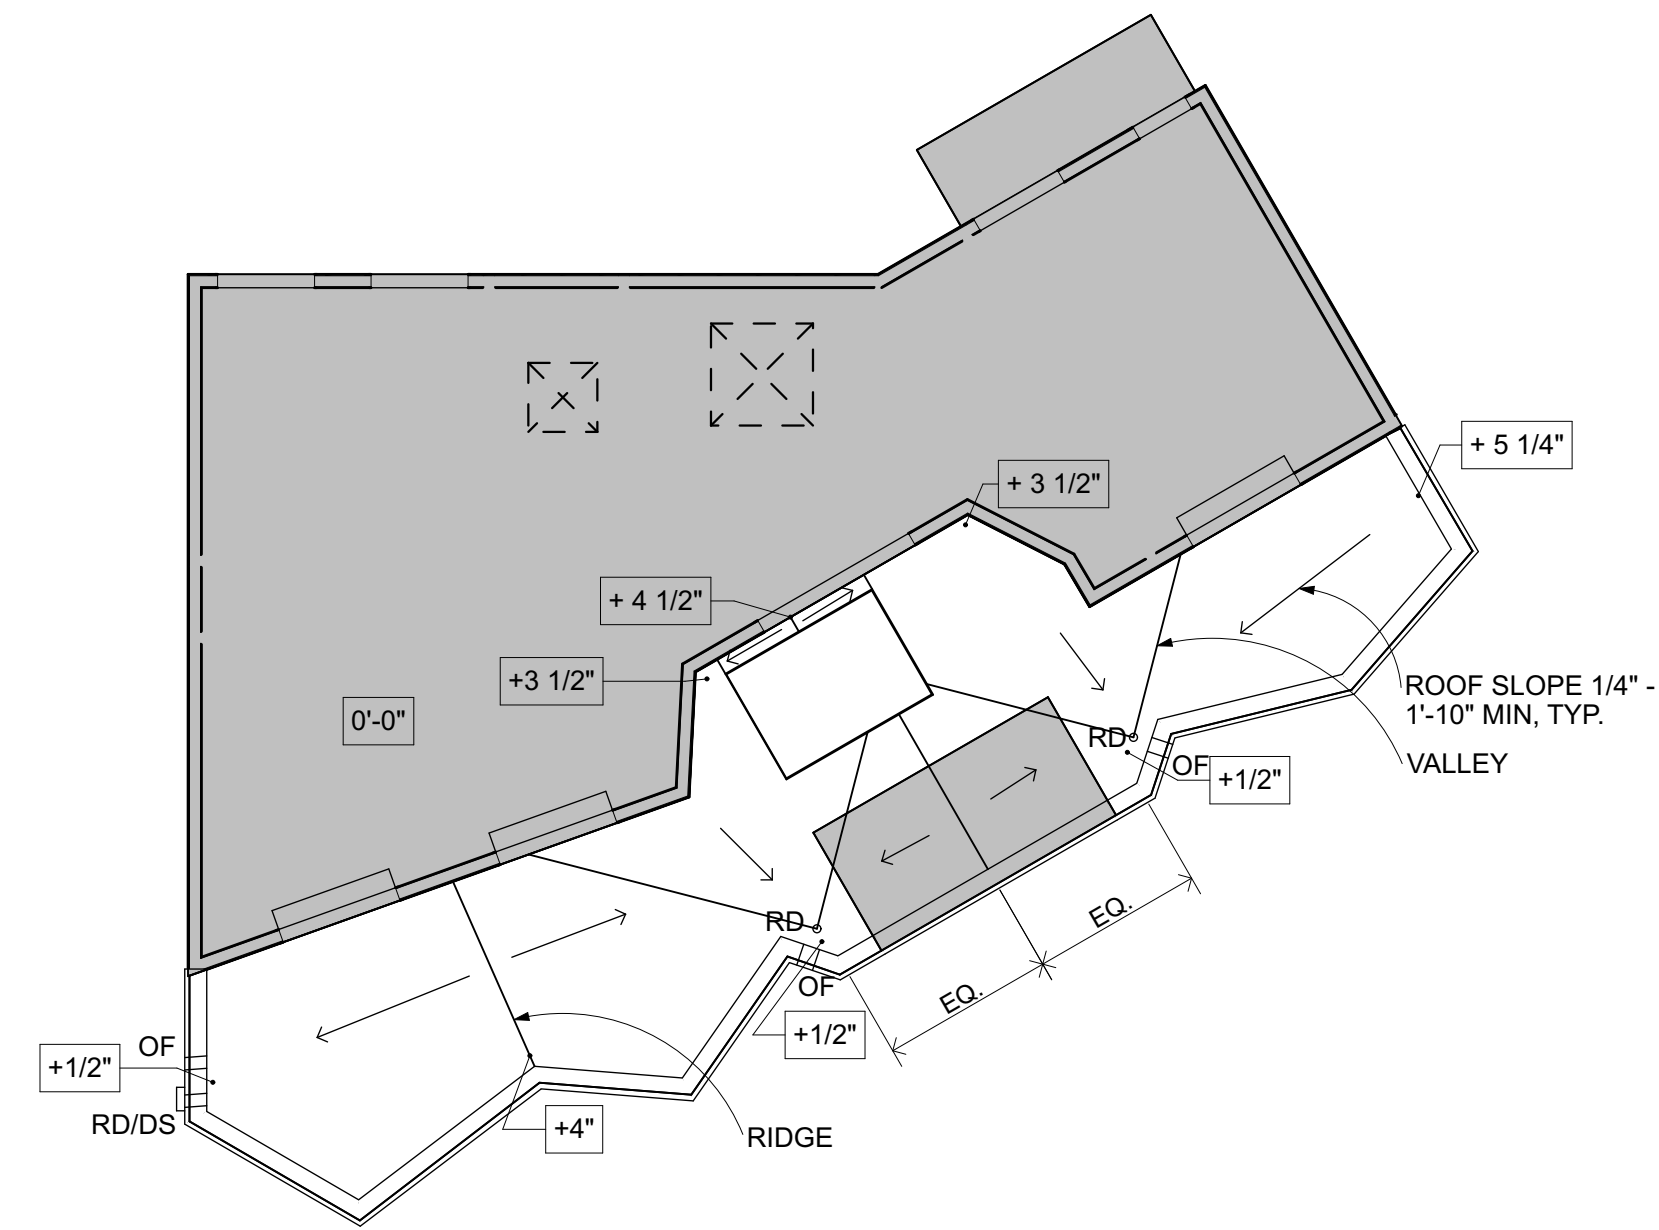 + 5 1/4"
+ 3 1/2"
+ 4 1/2"
+3 1/2"
0'-0"
ROOF SLOPE 1/4" -
1'-10" MIN, TYP.
VALLEY
RD
OF
+1/2"
RD
OF
+1/2"
EQ.
EQ.
OF
+1/2"
RD/DS
+4"
RIDGE